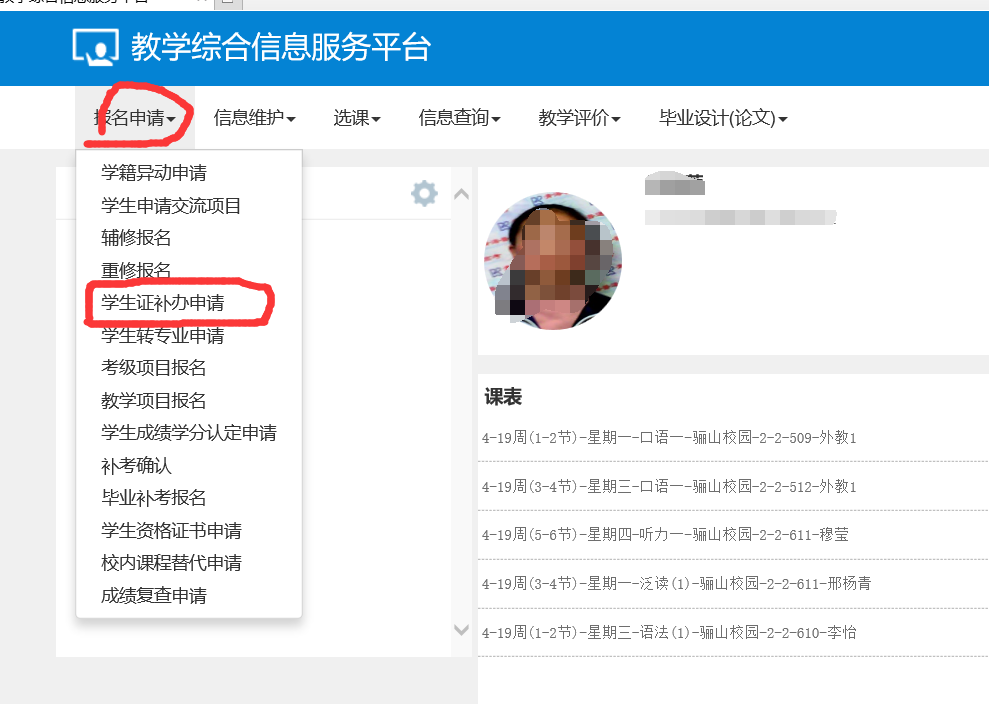 教学综合信息服务平台
报名申请 信息维护 选课 信息查询 教学评价 毕业设计(论文)
学籍异动申请
学生申请交流项目
辅修报名
重修报名
学生证补办申请
学生转专业申请
考级项目报名
教学项目报名
学生成绩学分认定申请
补考确认
毕业补考报名
学生资格证书申请
校内课程替代申请
成绩复查申请
课表
4-19周(1-2节)-星期一-口语一-骊山校园-2-2-509-外教1
4-19周(3-4节)-星期三-口语一-骊山校园-2-2-512-外教1
4-19周(5-6节)-星期四-听力一-骊山校园-2-2-611-穆莹
4-19周(3-4节)-星期一-泛读(1)-骊山校园-2-2-611-邢杨青
4-19周(1-2节)-星期三-语法(1)-骊山校园-2-2-610-李怡